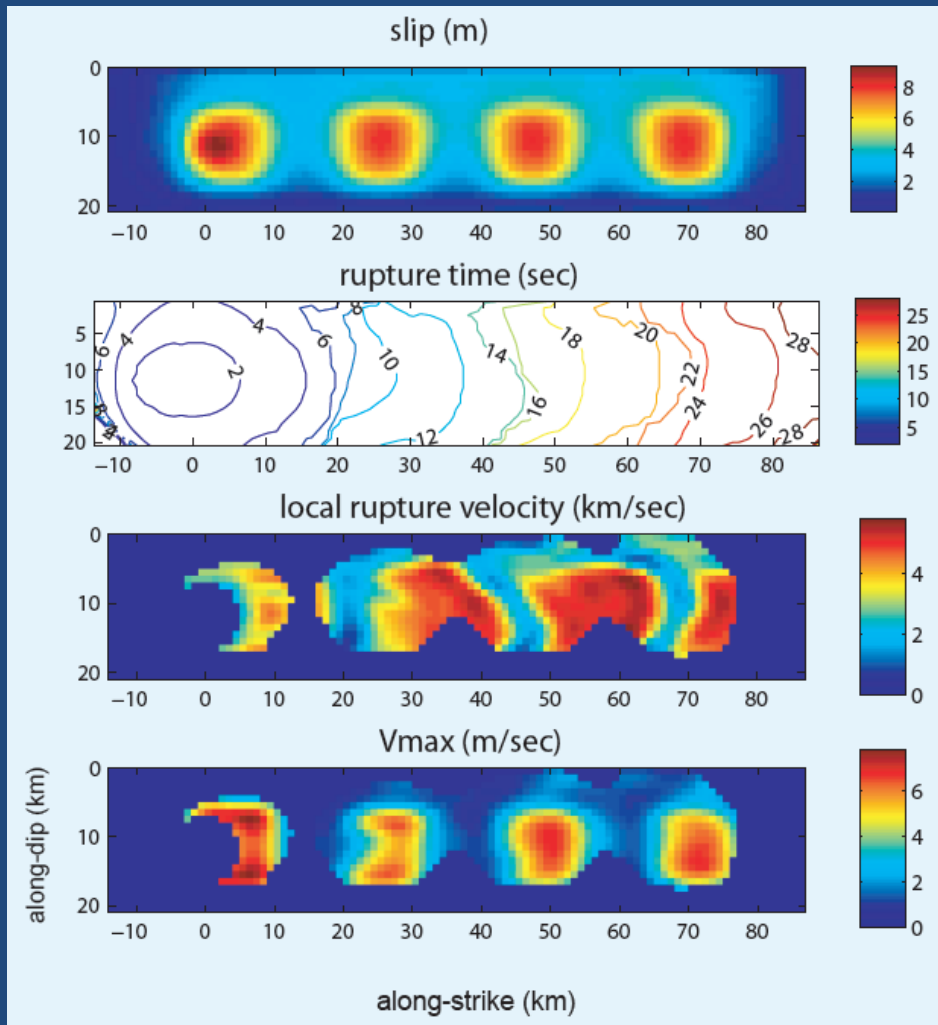 slip (m)
0
10
20
−10 0 10 20 30 40 50 60 70 80
8
6
4
2
rupture time (sec)
5
10
15
20
−10 0 10 20 30 40 50 60 70 80
6 4 4 2 6 8 10 12 14 16 18 20 22 24 26 28 28
25
20
15
10
5
local rupture velocity (km/sec)
0
10
20
−10 0 10 20 30 40 50 60 70 80
4
2
0
Vmax (m/sec)
0
10
20
−10 0 10 20 30 40 50 60 70 80
6
4
2
0
along-dip (km)
along-strike (km)